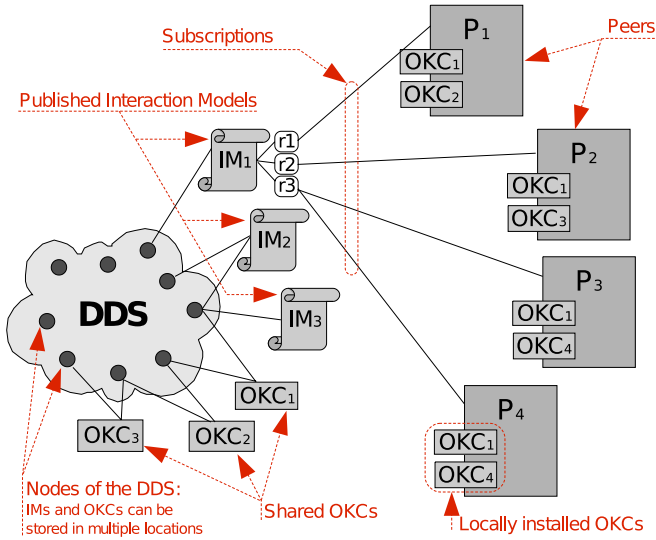 Subscriptions
P1
Peers
OKC1
OKC2
Published Interaction Models
r1
IM1
r2
r3
P2
OKC1
OKC3
IM2
P3
DDS
IM3
OKC1
OKC4
OKC1
P4
OKC3
OKC2
OKC1
OKC4
Nodes of the DDS:
IMs and OKCs can be
stored in multiple locations
Shared OKCs
Locally installed OKCs